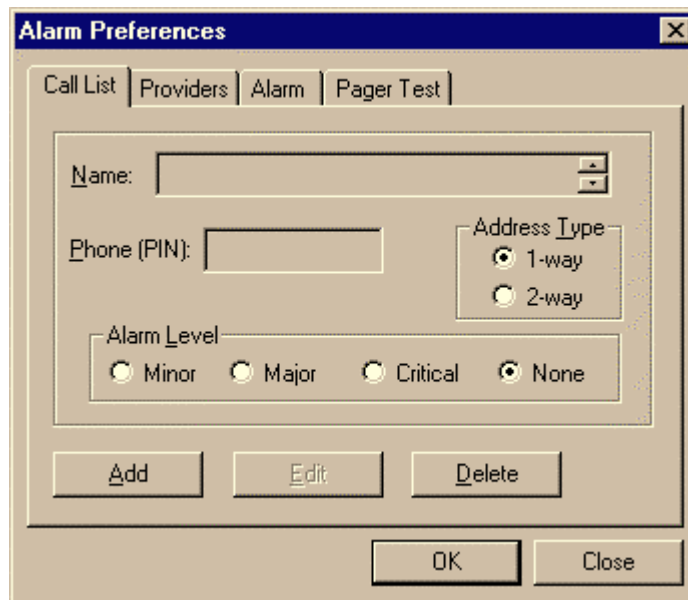 Alarm Preferences
Call List Providers Alarm Pager Test
Name:
Phone (PIN):
Address Type
1-way
2-way
Alarm Level
Minor Major Critical None
Add Edit Delete
OK Close